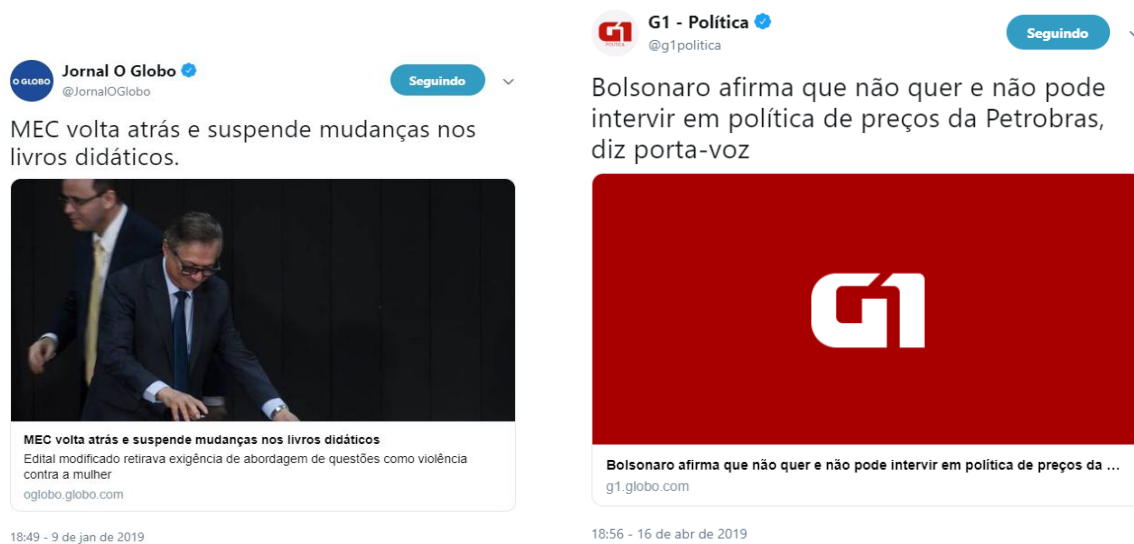 O GLOBO
Jornal O Globo
@JornalOGlobo
Seguindo
MEC volta atrás e suspende mudanças nos
livros didáticos.
MEC volta atrás e suspende mudanças nos livros didáticos
Edital modificado retirava exigência de abordagem de questões como violência
contra a mulher
oglobo.globo.com
18:49 - 9 de jan de 2019
G1
POLÍTICA
G1 - Política
@g1politica
Seguindo
Bolsonaro afirma que não quer e não pode
intervir em política de preços da Petrobras,
diz porta-voz
G1
Bolsonaro afirma que não quer e não pode intervir em política de preços da ...
g1.globo.com
18:56 - 16 de abr de 2019